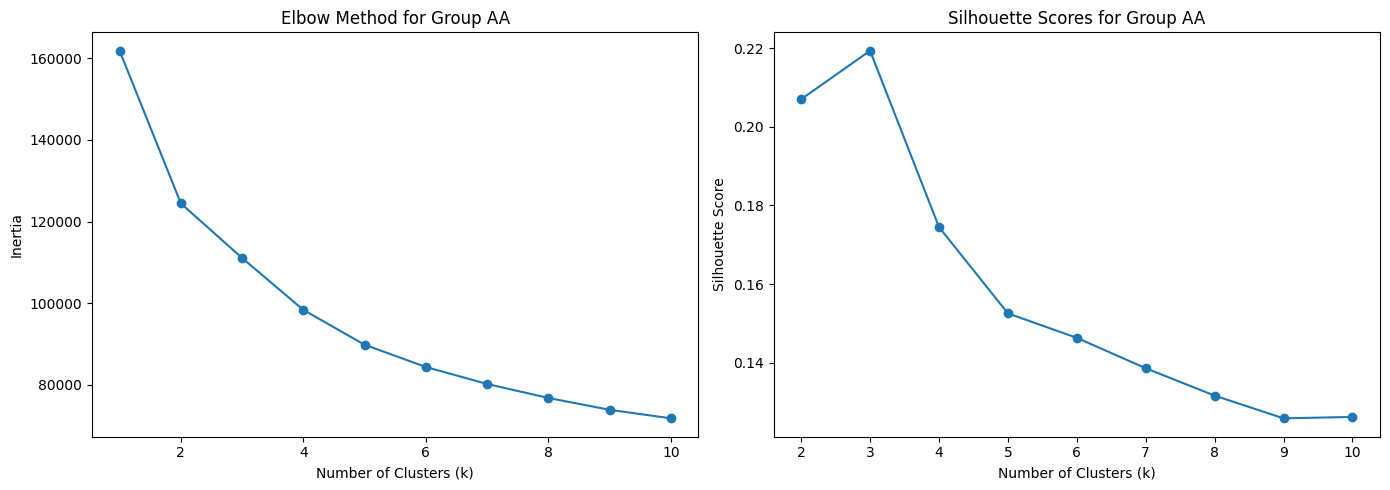 Elbow Method for Group AA
160000
140000
120000
100000
80000
Inertia
2 4 6 8 10
Number of Clusters (k)
Silhouette Scores for Group AA
0.22
0.20
0.18
0.16
0.14
Silhouette Score
2 3 4 5 6 7 8 9 10
Number of Clusters (k)